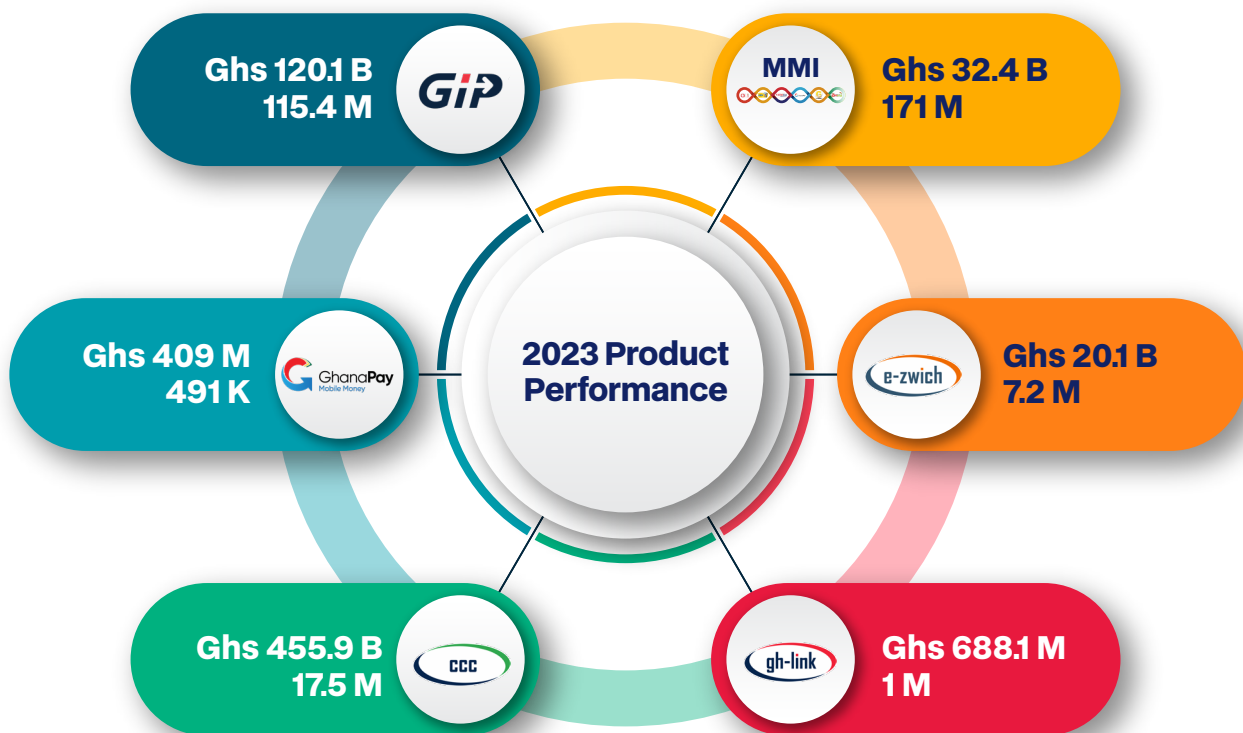 Ghs 120.1 B
115.4 M
GiP
MMI
Ghs 32.4 B
171 M
Ghs 409 M
491 K
GhanaPay
Mobile Money
2023 Product
Performance
e-zwich
Ghs 20.1 B
7.2 M
Ghs 455.9 B
17.5 M
CCC
gh-link
Ghs 688.1 M
1 M